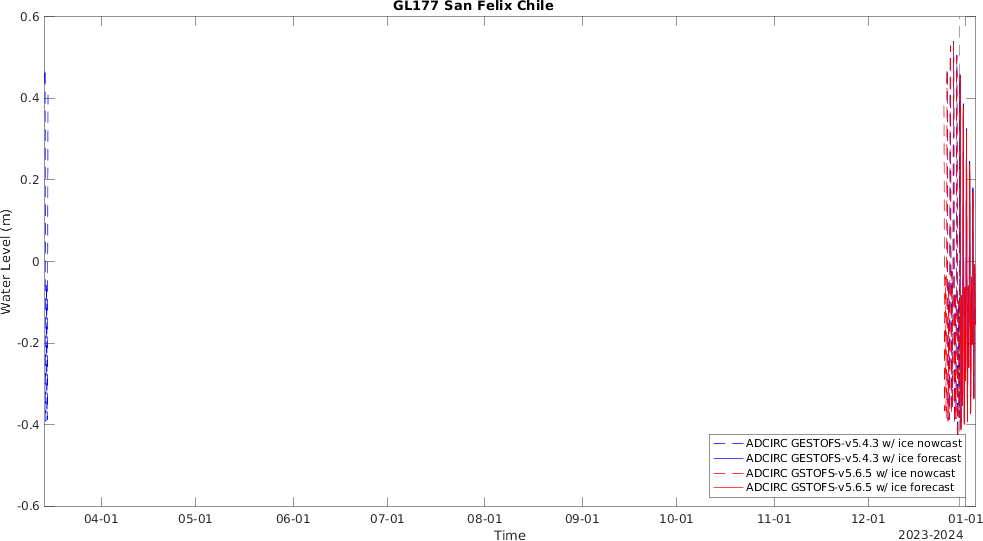 GL177 San Felix Chile
0.6
0.4
0.2
0
-0.2
-0.4
-0.6
Water Level (m)
04-01 05-01 06-01 07-01 08-01 09-01 10-01 11-01 12-01 01-01
Time
2023-2024
ADCIRC GESTOFS-v5.4.3 w/ ice nowcast
ADCIRC GESTOFS-v5.4.3 w/ ice forecast
ADCIRC GSTOFS-v5.6.5 w/ ice nowcast
ADCIRC GSTOFS-v5.6.5 w/ ice forecast